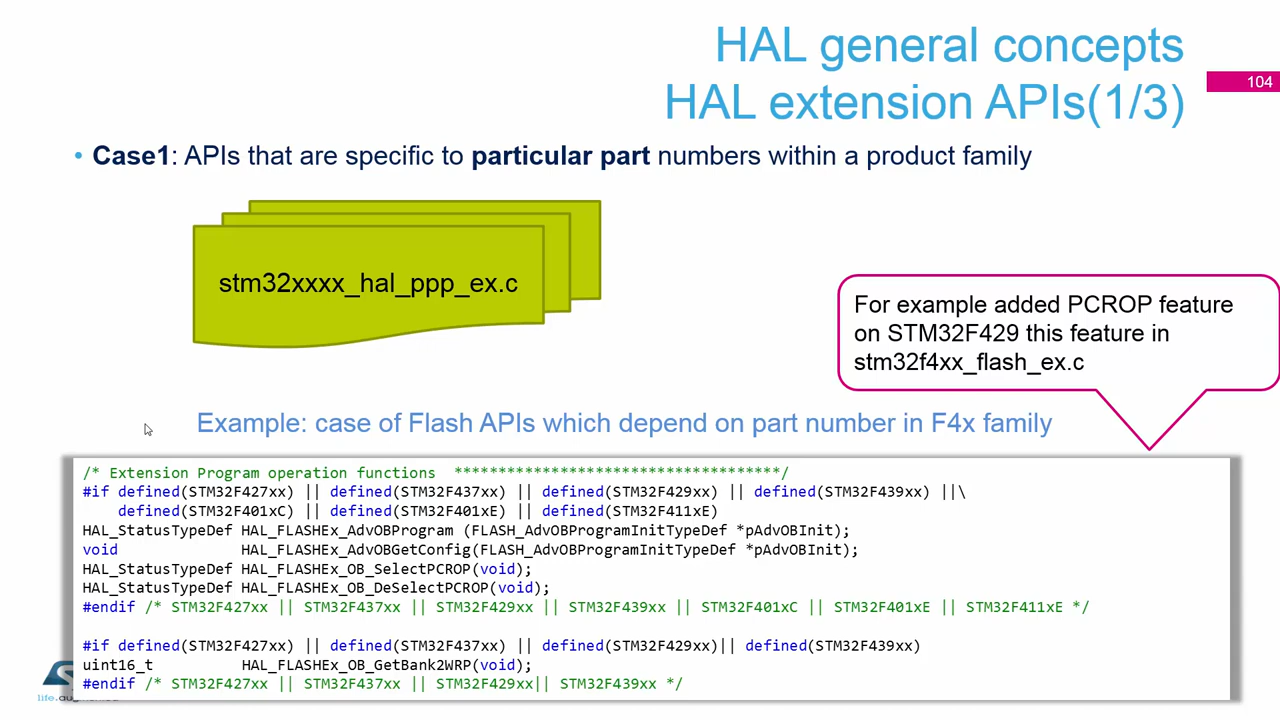 HAL general concepts
HAL extension APIs(1/3)
104
• Case1: APIs that are specific to particular part numbers within a product family
stm32xxxx_hal_ppp_ex.c
For example added PCROP feature
on STM32F429 this feature in
stm32f4xx_flash_ex.c
Example: case of Flash APIs which depend on part number in F4x family
/* Extension Program operation functions  *************************************/
#if defined(STM32F427xx) || defined(STM32F437xx) || defined(STM32F429xx) || defined(STM32F439xx) ||\
    defined(STM32F401xC) || defined(STM32F401xE) || defined(STM32F411xE)
HAL_StatusTypeDef HAL_FLASHEx_AdvOBProgram (FLASH_AdvOBProgramInitTypeDef *pAdvOBInit);
void              HAL_FLASHEx_AdvOBGetConfig(FLASH_AdvOBProgramInitTypeDef *pAdvOBInit);
HAL_StatusTypeDef HAL_FLASHEx_OB_SelectPCROP(void);
HAL_StatusTypeDef HAL_FLASHEx_OB_DeSelectPCROP(void);
#endif /* STM32F427xx || STM32F437xx || STM32F429xx || STM32F439xx || STM32F401xC || STM32F401xE || STM32F411xE */
#if defined(STM32F427xx) || defined(STM32F437xx) || defined(STM32F429xx)|| defined(STM32F439xx)
uint16_t          HAL_FLASHEx_OB_GetBank2WRP(void);
#endif /* STM32F427xx || STM32F437xx || STM32F429xx|| STM32F439xx */